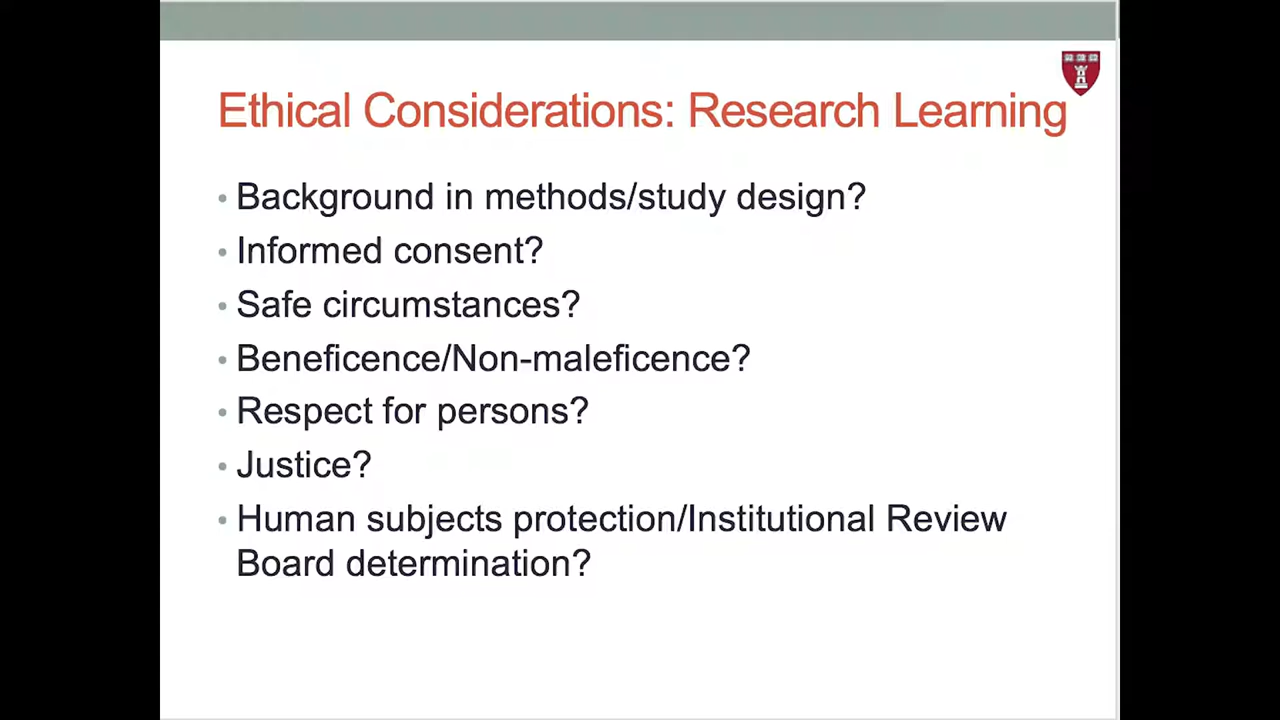 Ethical Considerations: Research Learning
• Background in methods/study design?
• Informed consent?
• Safe circumstances?
• Beneficence/Non-maleficence?
• Respect for persons?
• Justice?
• Human subjects protection/Institutional Review
Board determination?